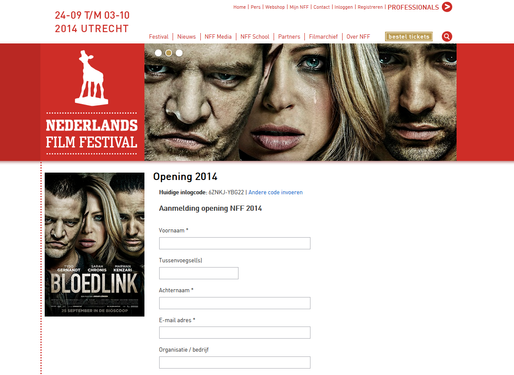 24-09 T/M 03-10
2014 UTRECHT
Home | Pers | Webshop | Mijn NFF | Contact | Inloggen | Registreren | PROFESSIONALS
Festival | Nieuws | NFF Media | NFF School | Partners | Filmarchief | Over NFF
bestel tickets
NEDERLANDS
FILM FESTIVAL
Opening 2014
Huidige inlogcode: 6ZNKJ-YBG22 | Andere code invoeren
Aanmelding opening NFF 2014
Voornaam *
Tussenvoegsel(s)
Achternaam *
E-mail adres *
Organisatie / bedrijf
GERNANDT
SARAH
CHRONIS
KENZARI
BLOEDLINK
25 SEPTEMBER IN DE BIOSCOOP